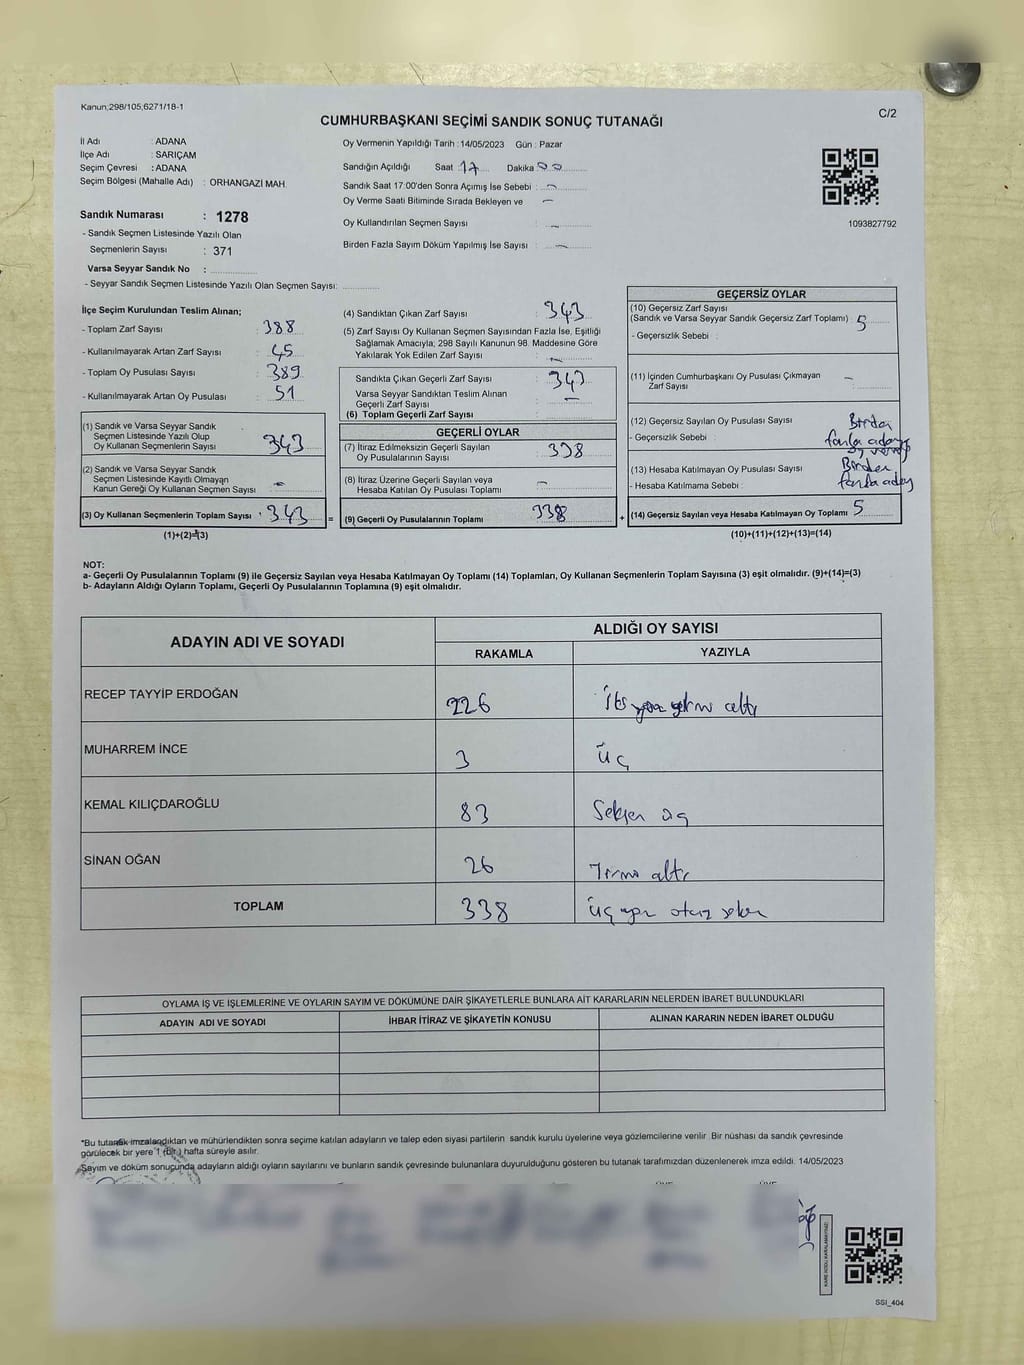 Kanun,298/105,6271/18-1
C/2
CUMHURBAŞKANI SEÇİMİ SANDIK SONUÇ TUTANAĞI
İl Adı : ADANA
İlçe Adı : SARIÇAM
Seçim Çevresi : ADANA
Seçim Bölgesi (Mahalle Adı) : ORHANGAZİ MAH.
Sandık Numarası : 1278
- Sandık Seçmen Listesinde Yazılı Olan
Seçmenlerin Sayısı : 371
Varsa Seyyar Sandık No :
- Seyyar Sandık Seçmen Listesinde Yazılı Olan Seçmen Sayısı:
Oy Vermenin Yapıldığı Tarih :14/05/2023 Gün : Pazar
Sandığın Açıldığı Saat 17 Dakika 00
Sandık Saat 17:00'den Sonra Açımış İse Sebebi : -
Oy Verme Saati Bitiminde Sırada Bekleyen ve -
Oy Kullandırılan Seçmen Sayısı : -
Birden Fazla Sayım Döküm Yapılmış İse Sayısı : -
1093827792
İlçe Seçim Kurulundan Teslim Alınan;
- Toplam Zarf Sayısı : 388
- Kullanılmayarak Artan Zarf Sayısı : 45
- Toplam Oy Pusulası Sayısı : 389
- Kullanılmayarak Artan Oy Pusulası : 51
(1) Sandık ve Varsa Seyyar Sandık
Seçmen Listesinde Yazılı Olup
Oy Kullanan Seçmenlerin Sayısı 343
(2) Sandık ve Varsa Seyyar Sandık
Seçmen Listesinde Kayıtlı Olmayan
Kanun Gereği Oy Kullanan Seçmen Sayısı -
(3) Oy Kullanan Seçmenlerin Toplam Sayısı 343 =
(1)+(2)=(3)
(4) Sandıktan Çıkan Zarf Sayısı : 343
(5) Zarf Sayısı Oy Kullanan Seçmen Sayısından Fazla İse, Eşitliği
Sağlamak Amacıyla; 298 Sayılı Kanunun 98. Maddesine Göre
Yakılarak Yok Edilen Zarf Sayısı : -
Sandıkta Çıkan Geçerli Zarf Sayısı : 343
Varsa Seyyar Sandıktan Teslim Alınan
Geçerli Zarf Sayısı : -
(6) Toplam Geçerli Zarf Sayısı :
GEÇERLİ OYLAR
(7) İtiraz Edilmeksizin Geçerli Sayılan
Oy Pusulalarının Sayısı : 338
(8) İtiraz Üzerine Geçerli Sayılan veya
Hesaba Katılan Oy Pusulası Toplamı : -
(9) Geçerli Oy Pusulalarının Toplamı 338 +
GEÇERSİZ OYLAR
(10) Geçersiz Zarf Sayısı
(Sandık ve Varsa Seyyar Sandık Geçersiz Zarf Toplamı) : 5
- Geçersizlik Sebebi :
(11) İçinden Cumhurbaşkanı Oy Pusulası Çıkmayan
Zarf Sayısı : -
(12) Geçersiz Sayılan Oy Pusulası Sayısı : Birden
- Geçersizlik Sebebi : fazla adaya
oy verip
(13) Hesaba Katılmayan Oy Pusulası Sayısı Birden
- Hesaba Katılmama Sebebi : fazla aday
(14) Geçersiz Sayılan veya Hesaba Katılmayan Oy Toplamı 5
(10)+(11)+(12)+(13)=(14)
NOT:
a- Geçerli Oy Pusulalarının Toplamı (9) ile Geçersiz Sayılan veya Hesaba Katılmayan Oy Toplamı (14) Toplamları, Oy Kullanan Seçmenlerin Toplam Sayısına (3) eşit olmalıdır. (9)+(14)=(3)
b- Adayların Aldığı Oyların Toplamı, Geçerli Oy Pusulalarının Toplamına (9) eşit olmalıdır.
ADAYIN ADI VE SOYADI ALDIĞI OY SAYISI
RAKAMLA YAZIYLA
RECEP TAYYİP ERDOĞAN 226 iki yüz yirmi altı
MUHARREM İNCE 3 üç
KEMAL KILIÇDAROĞLU 83 Seksen üç
SİNAN OĞAN 26 Yirmi altı
TOPLAM 338 üç yüz otuz sekiz
OYLAMA İŞ VE İŞLEMLERİNE VE OYLARIN SAYIM VE DÖKÜMÜNE DAİR ŞİKAYETLERLE BUNLARA AİT KARARLARIN NELERDEN İBARET BULUNDUKLARI
ADAYIN ADI VE SOYADI İHBAR İTİRAZ VE ŞİKAYETİN KONUSU ALINAN KARARIN NEDEN İBARET OLDUĞU
*Bu tutanak imzalandıktan ve mühürlendikten sonra seçime katılan adayların ve talep eden siyasi partilerin sandık kurulu üyelerine veya gözlemcilerine verilir. Bir nüshası da sandık çevresinde
görülecek bir yere 1 (bir) hafta süreyle asılır.
Sayım ve döküm sonucunda adayların aldığı oyların sayılarını ve bunların sandık çevresinde bulunanlara duyurulduğunu gösteren bu tutanak tarafımızdan düzenlenerek imza edildi. 14/05/2023
KARE KODU KARALAMAYINIZ!
SSI_404